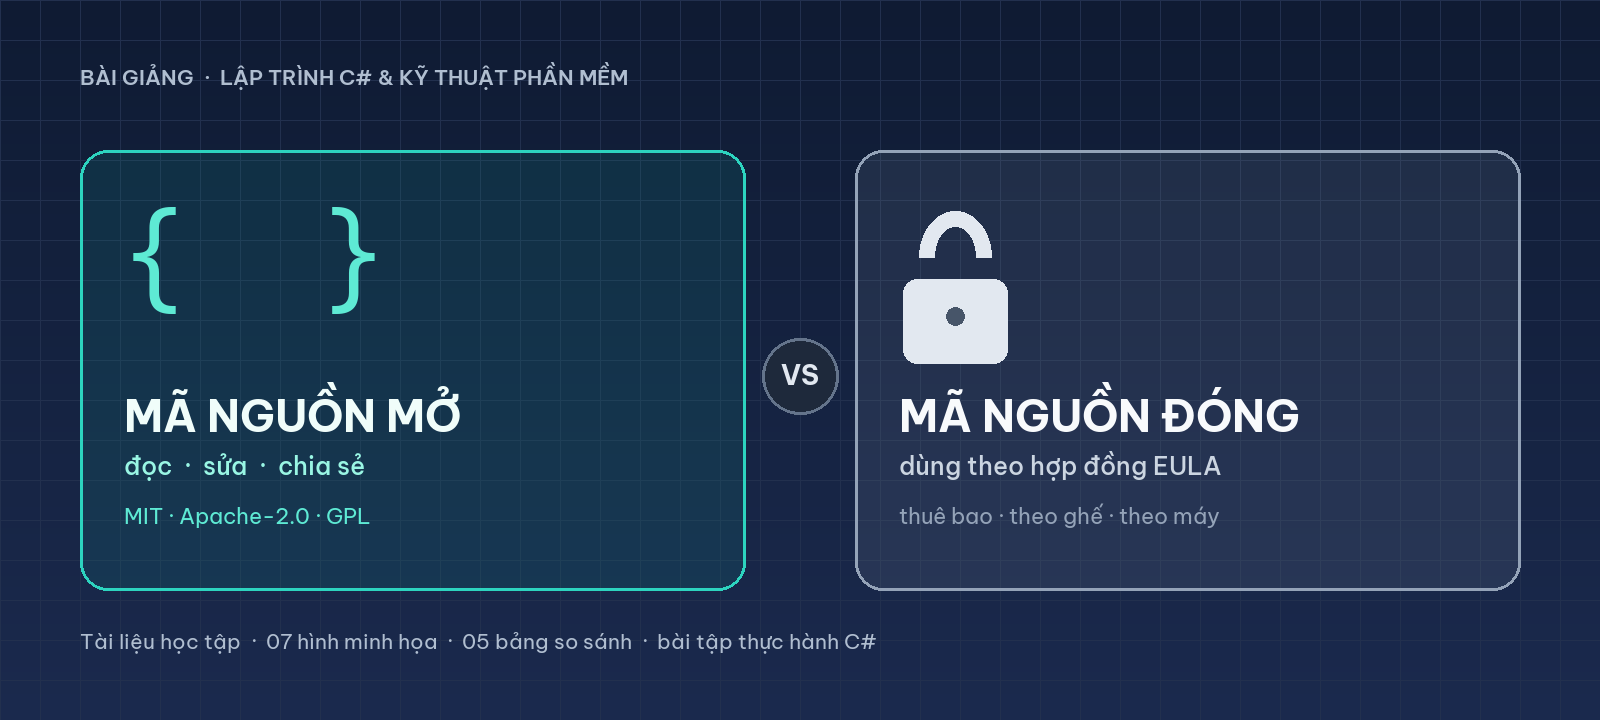 BÀI GIẢNG · LẬP TRÌNH C# & KỸ THUẬT PHẦN MỀM
{ }
MÃ NGUỒN MỞ
đọc · sửa · chia sẻ
MIT · Apache-2.0 · GPL
VS
MÃ NGUỒN ĐÓNG
dùng theo hợp đồng EULA
thuê bao · theo ghế · theo máy
Tài liệu học tập · 07 hình minh họa · 05 bảng so sánh · bài tập thực hành C#